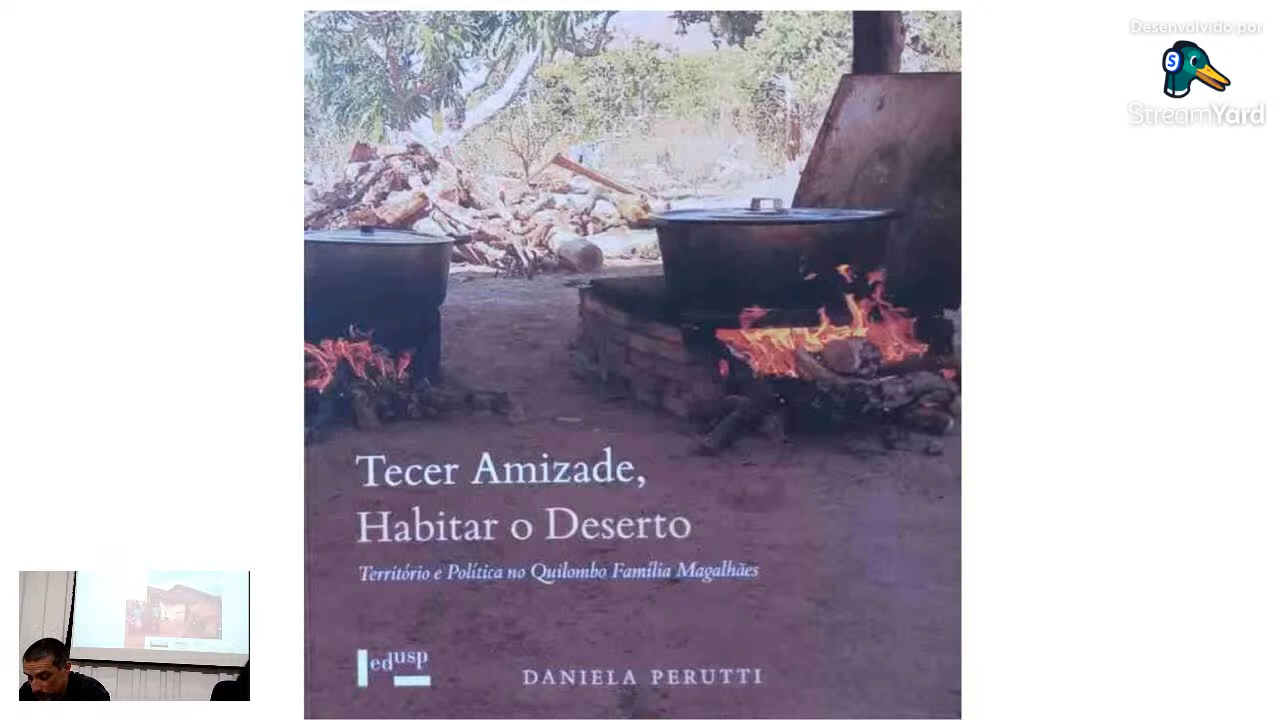 Desenvolvido por
S
StreamYard
Tecer Amizade,
Habitar o Deserto
Território e Política no Quilombo Família Magalhães
edusp
DANIELA PERUTTI